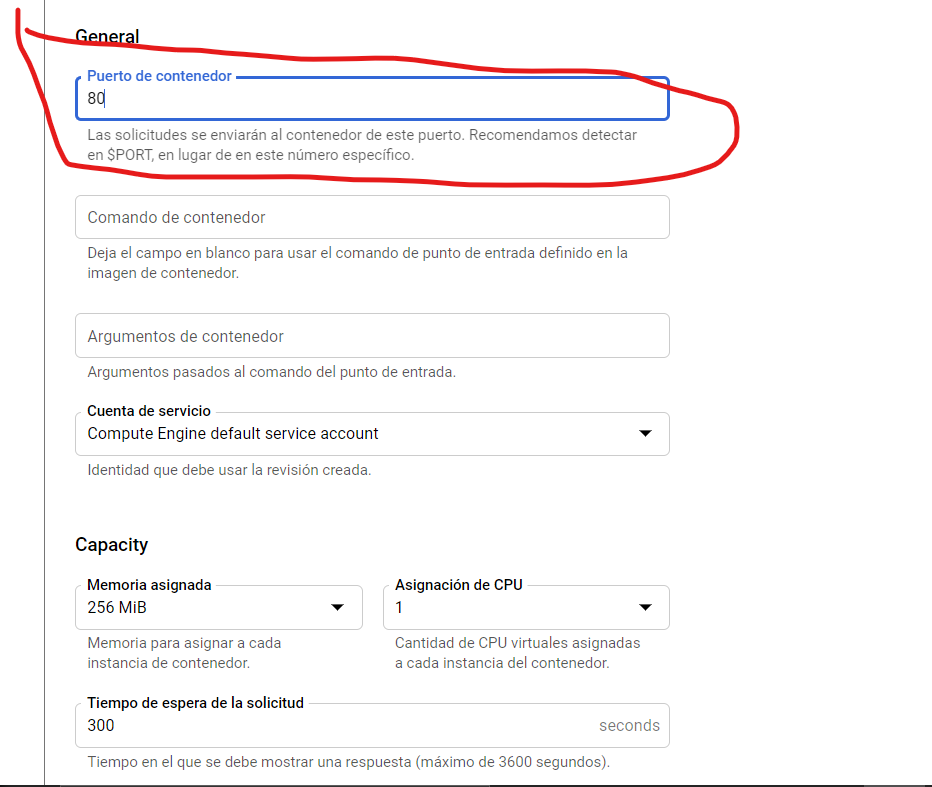 General
Puerto de contenedor
80
Las solicitudes se enviarán al contenedor de este puerto. Recomendamos detectar
en $PORT, en lugar de en este número específico.
Comando de contenedor
Deja el campo en blanco para usar el comando de punto de entrada definido en la
imagen de contenedor.
Argumentos de contenedor
Argumentos pasados al comando del punto de entrada.
Cuenta de servicio
Compute Engine default service account
Identidad que debe usar la revisión creada.
Capacity
Memoria asignada
256 MiB
Memoria para asignar a cada
instancia de contenedor.
Asignación de CPU
1
Cantidad de CPU virtuales asignadas
a cada instancia del contenedor.
Tiempo de espera de la solicitud
300 seconds
Tiempo en el que se debe mostrar una respuesta (máximo de 3600 segundos).